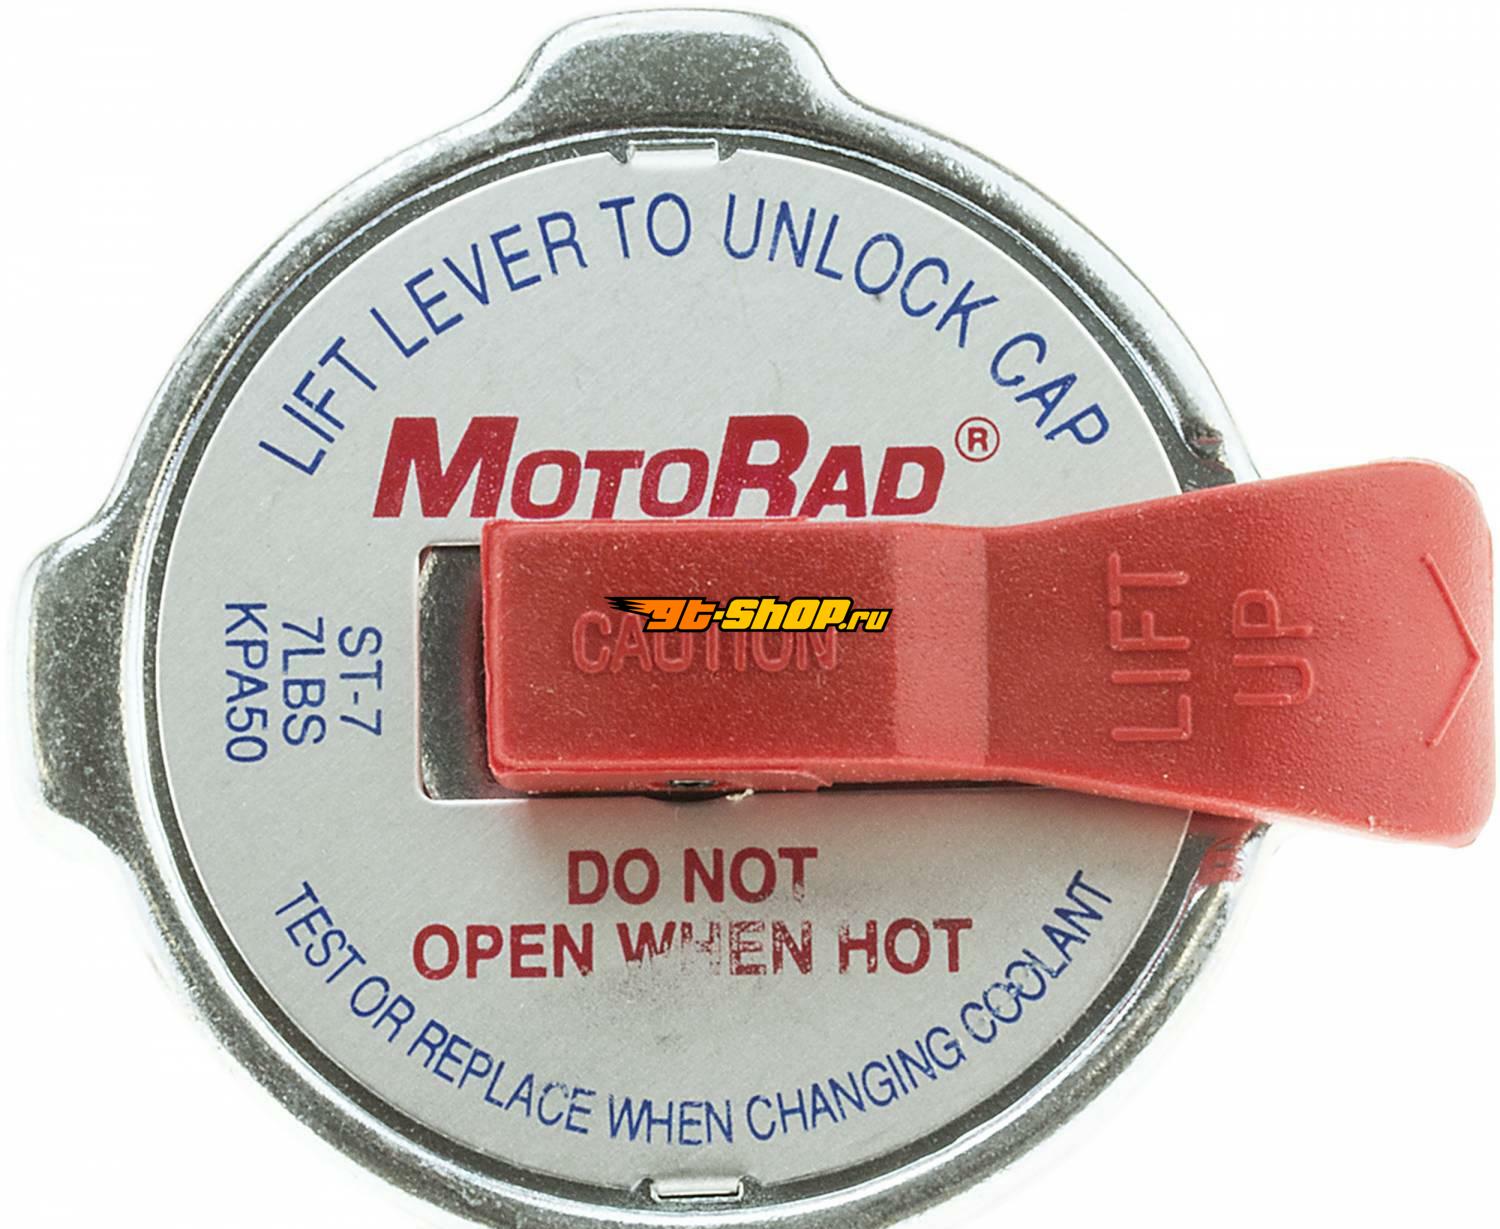 LIFT LEVER TO UNLOCK CAP
MOTORAD®
ST-7
7LBS
KPA50
CAUTION
gt-shop.ru
LIFT
UP
DO NOT
OPEN WHEN HOT
TEST OR REPLACE WHEN CHANGING COOLANT